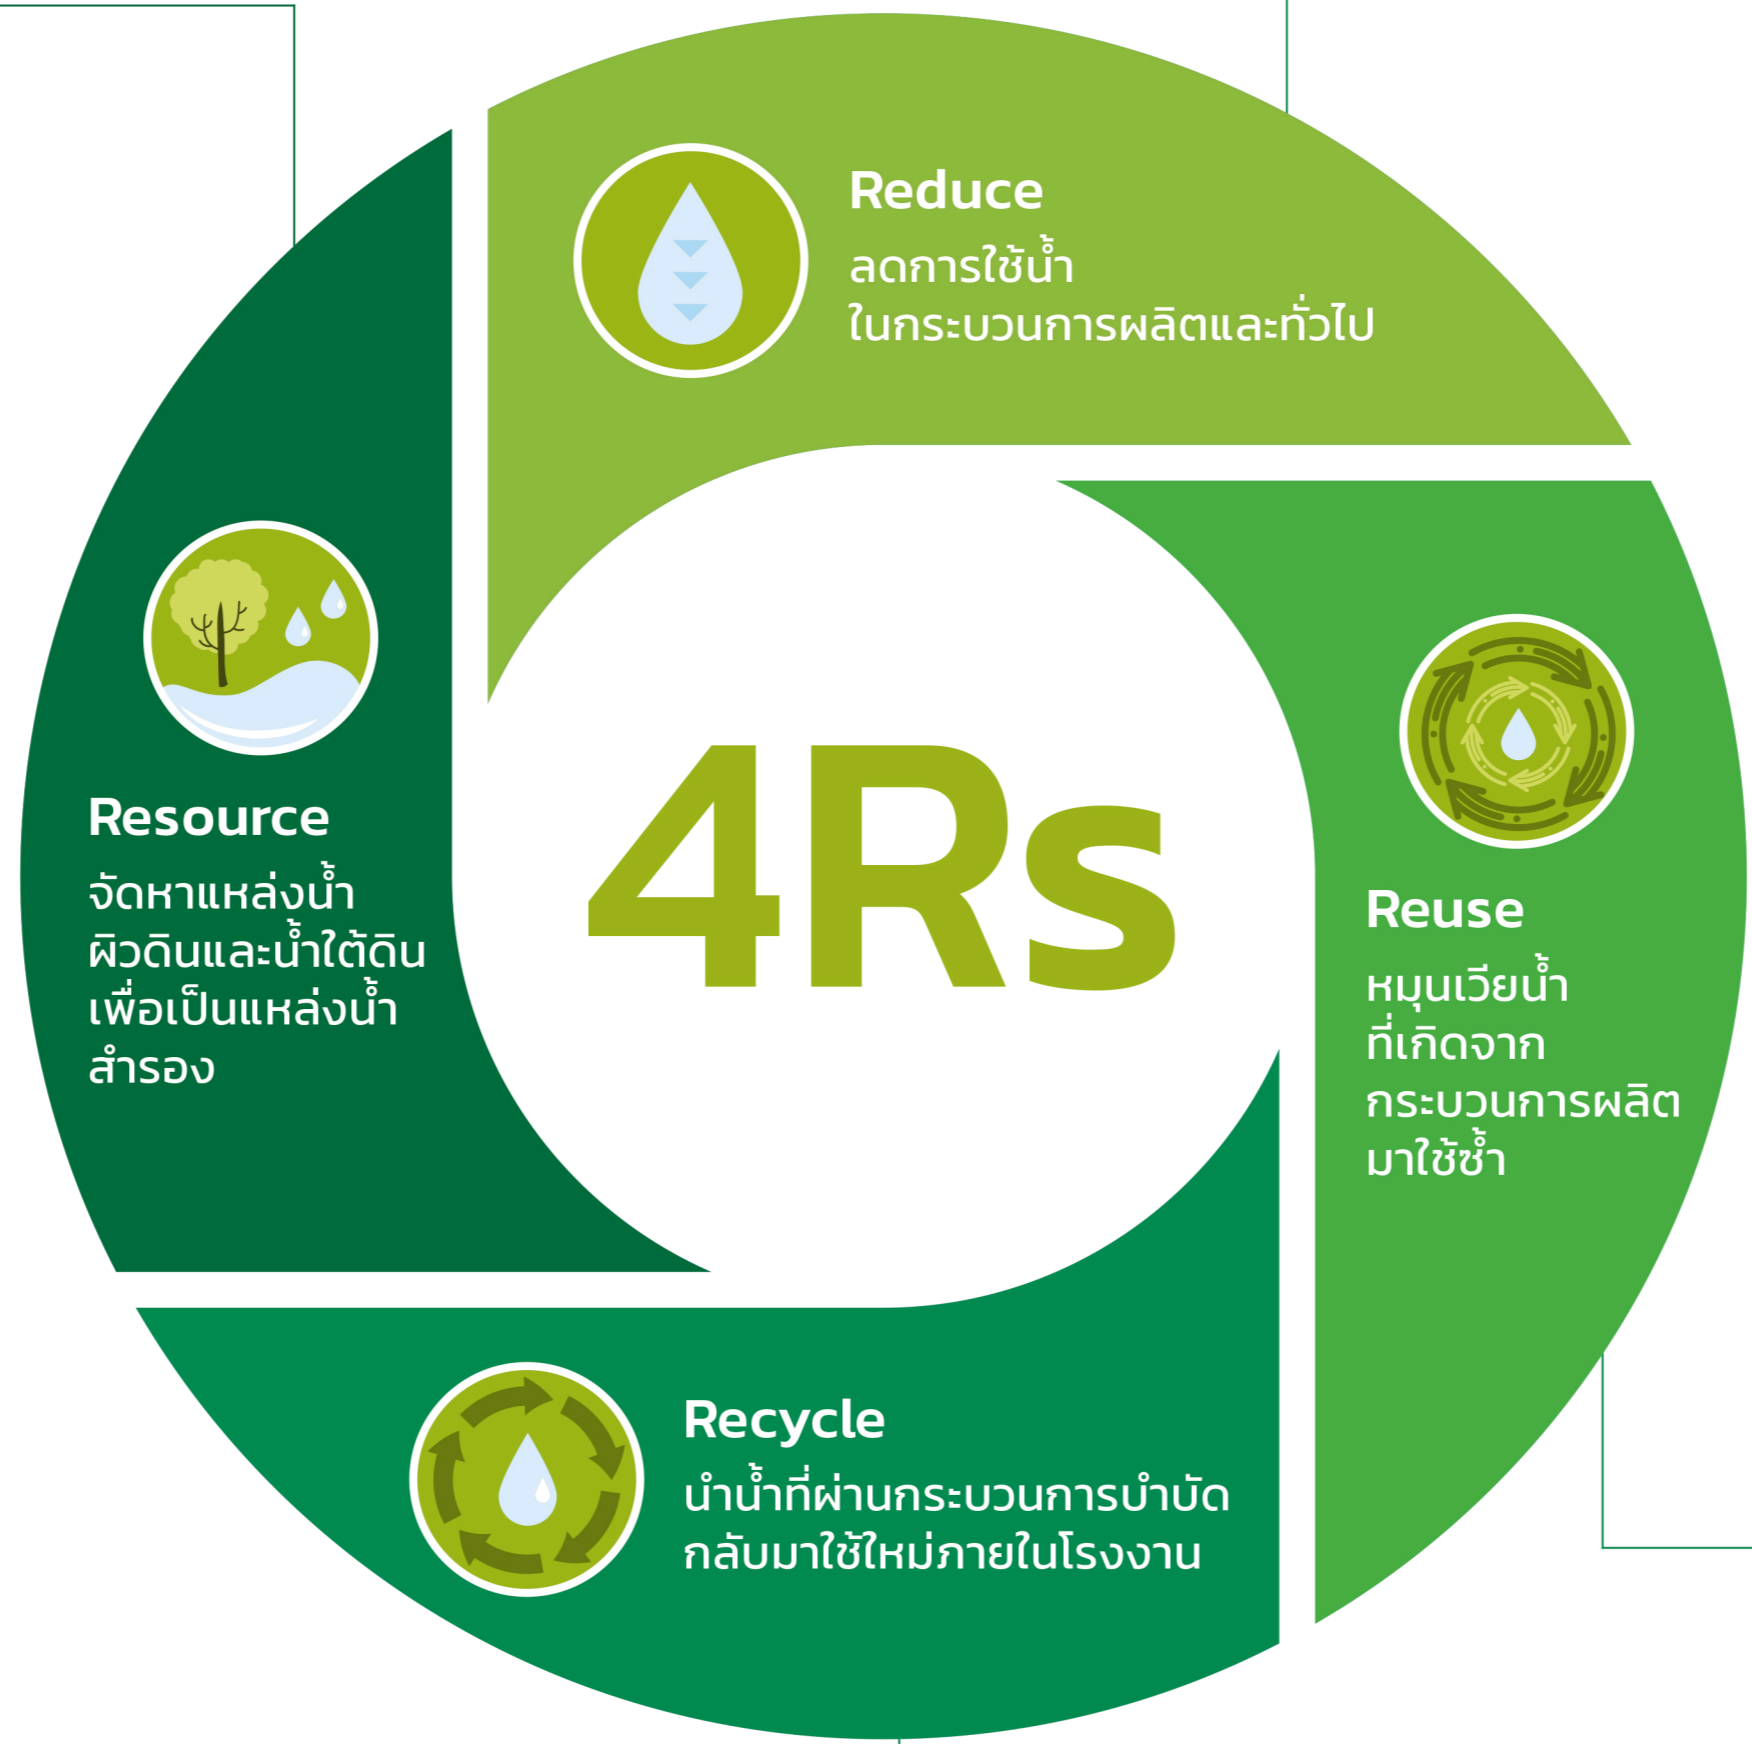 Reduce
ลดการใช้น้ำ
ในกระบวนการผลิตและทั่วไป
4Rs
Resource
จัดหาแหล่งน้ำ
ผิวดินและน้ำใต้ดิน
เพื่อเป็นแหล่งน้ำ
สำรอง
Reuse
หมุนเวียนน้ำ
ที่เกิดจาก
กระบวนการผลิต
มาใช้ซ้ำ
Recycle
นำน้ำที่ผ่านกระบวนการบำบัด
กลับมาใช้ใหม่ภายในโรงงาน